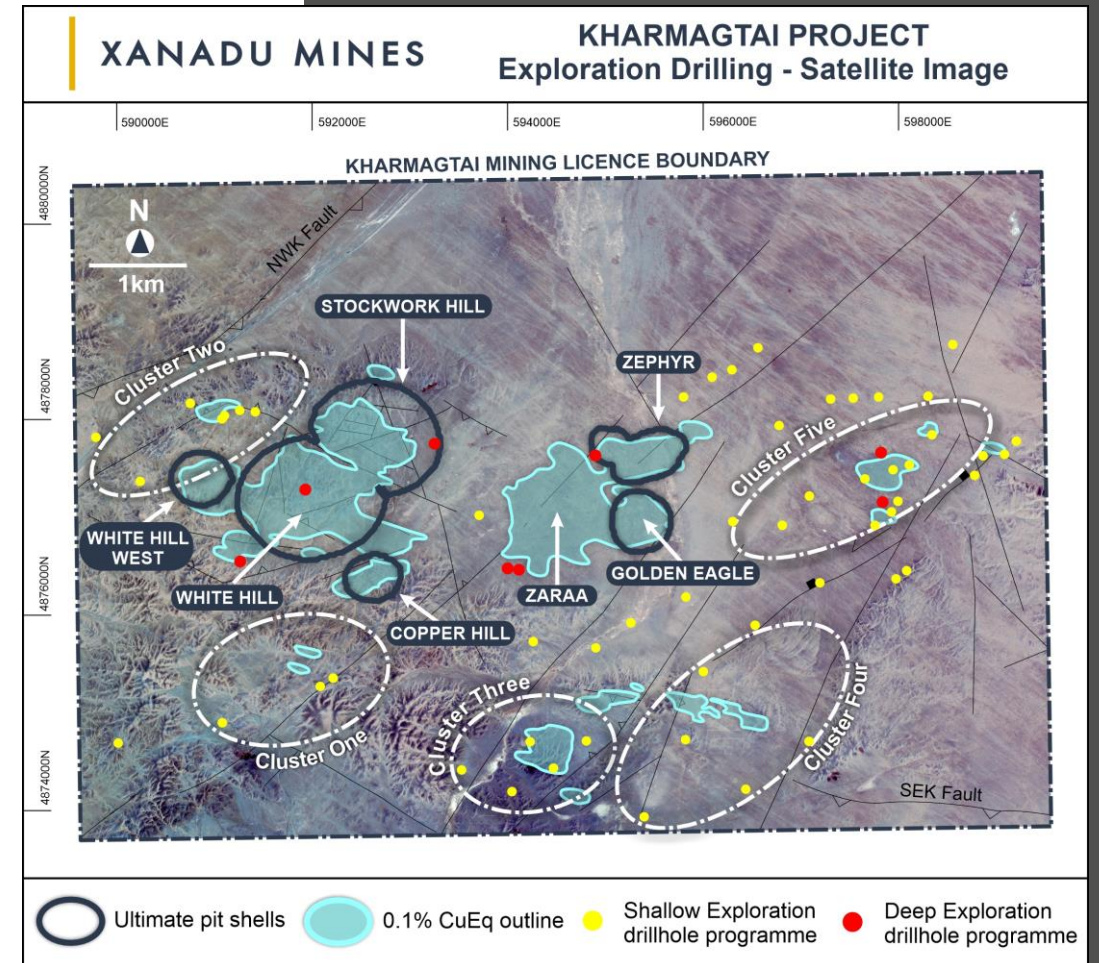 XANADU MINES
KHARMAGTAI PROJECT
Exploration Drilling - Satellite Image
590000E
592000E
594000E
596000E
598000E
KHARMAGTAI MINING LICENCE BOUNDARY
4880000N
4878000N
4876000N
4874000N
N
1km
NWK Fault
STOCKWORK HILL
Cluster Two
ZEPHYR
Cluster Five
WHITE HILL
WEST
WHITE HILL
COPPER HILL
ZARAA
GOLDEN EAGLE
Cluster One
Cluster Three
Cluster Four
SEK Fault
Ultimate pit shells
0.1% CuEq outline
Shallow Exploration
drillhole programme
Deep Exploration
drillhole programme